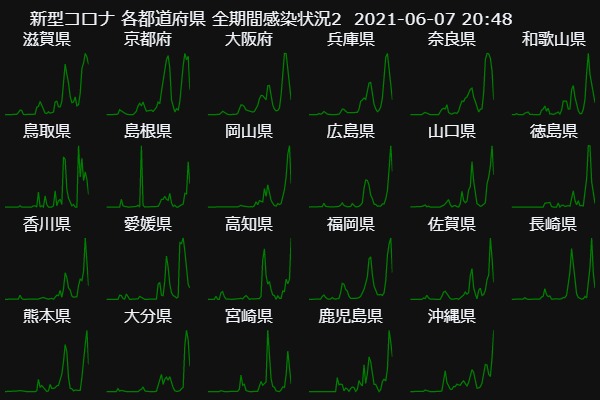 新型コロナ 各都道府県 全期間感染状況2 2021-06-07 20:48
滋賀県 京都府 大阪府 兵庫県 奈良県 和歌山県
鳥取県 島根県 岡山県 広島県 山口県 徳島県
香川県 愛媛県 高知県 福岡県 佐賀県 長崎県
熊本県 大分県 宮崎県 鹿児島県 沖縄県